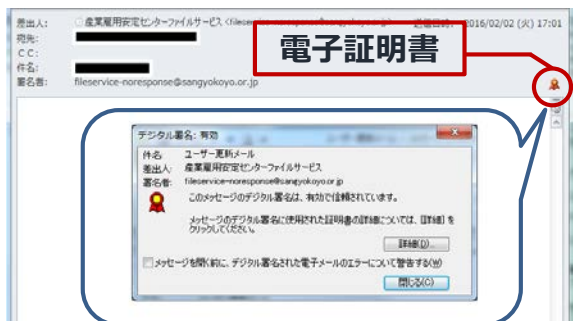 差出人: 産業雇用安定センターファイルサービス 送信日時: 2016/02/02 (火) 17:01
宛先:
CC:
件名:
署名者: fileservice-noresponse@sangyokoyo.or.jp
電子証明書
デジタル署名: 有効
件名: ユーザー更新メール
差出人: 産業雇用安定センターファイルサービス
署名者: fileservice-noresponse@sangyokoyo.or.jp
このメッセージのデジタル署名は、有効で信頼されています。
メッセージのデジタル署名に使用された証明書の詳細については、[詳細] を
クリックしてください。
詳細(D)...
メッセージを開く前に、デジタル署名された電子メールのエラーについて警告する(W)
閉じる(C)